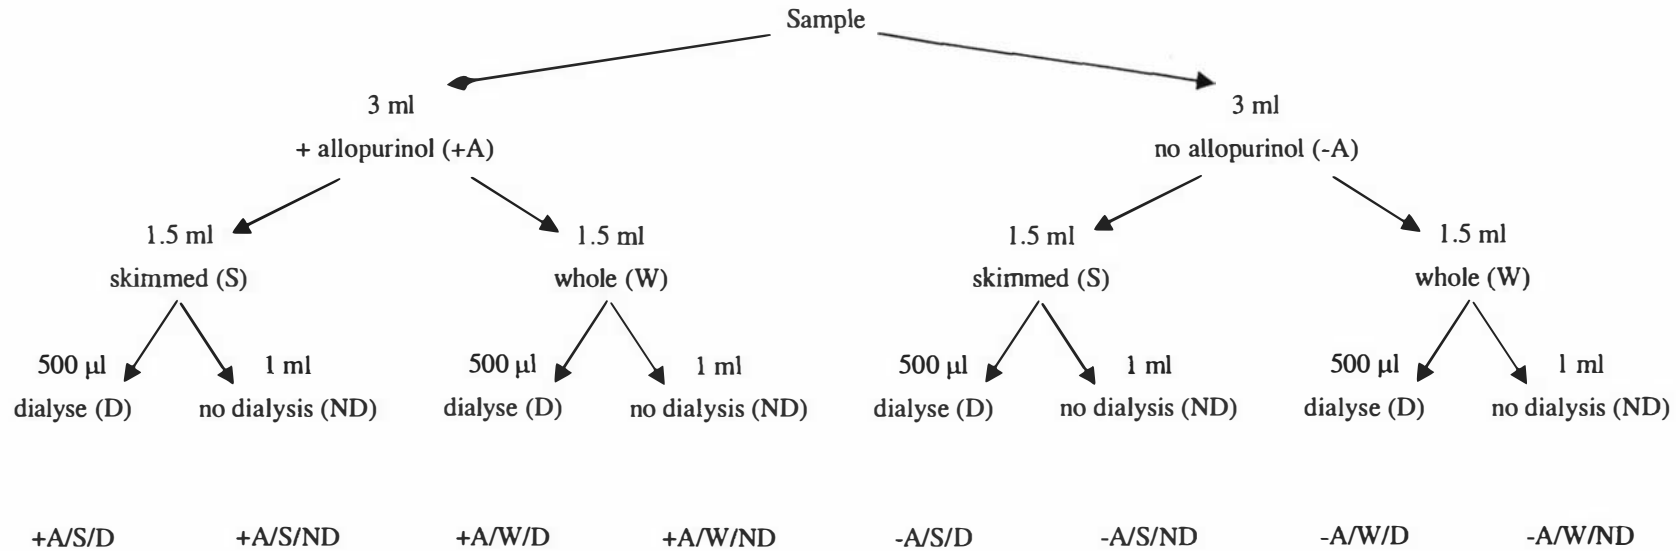 Sample
3 ml 3 ml
+ allopurinol (+A) no allopurinol (-A)
1.5 ml 1.5 ml 1.5 ml 1.5 ml
skimmed (S) whole (W) skimmed (S) whole (W)
500 µl 1 ml 500 µl 1 ml 500 µl 1 ml 500 µl 1 ml
dialyse (D) no dialysis (ND) dialyse (D) no dialysis (ND) dialyse (D) no dialysis (ND) dialyse (D) no dialysis (ND)
+A/S/D +A/S/ND +A/W/D +A/W/ND -A/S/D -A/S/ND -A/W/D -A/W/ND